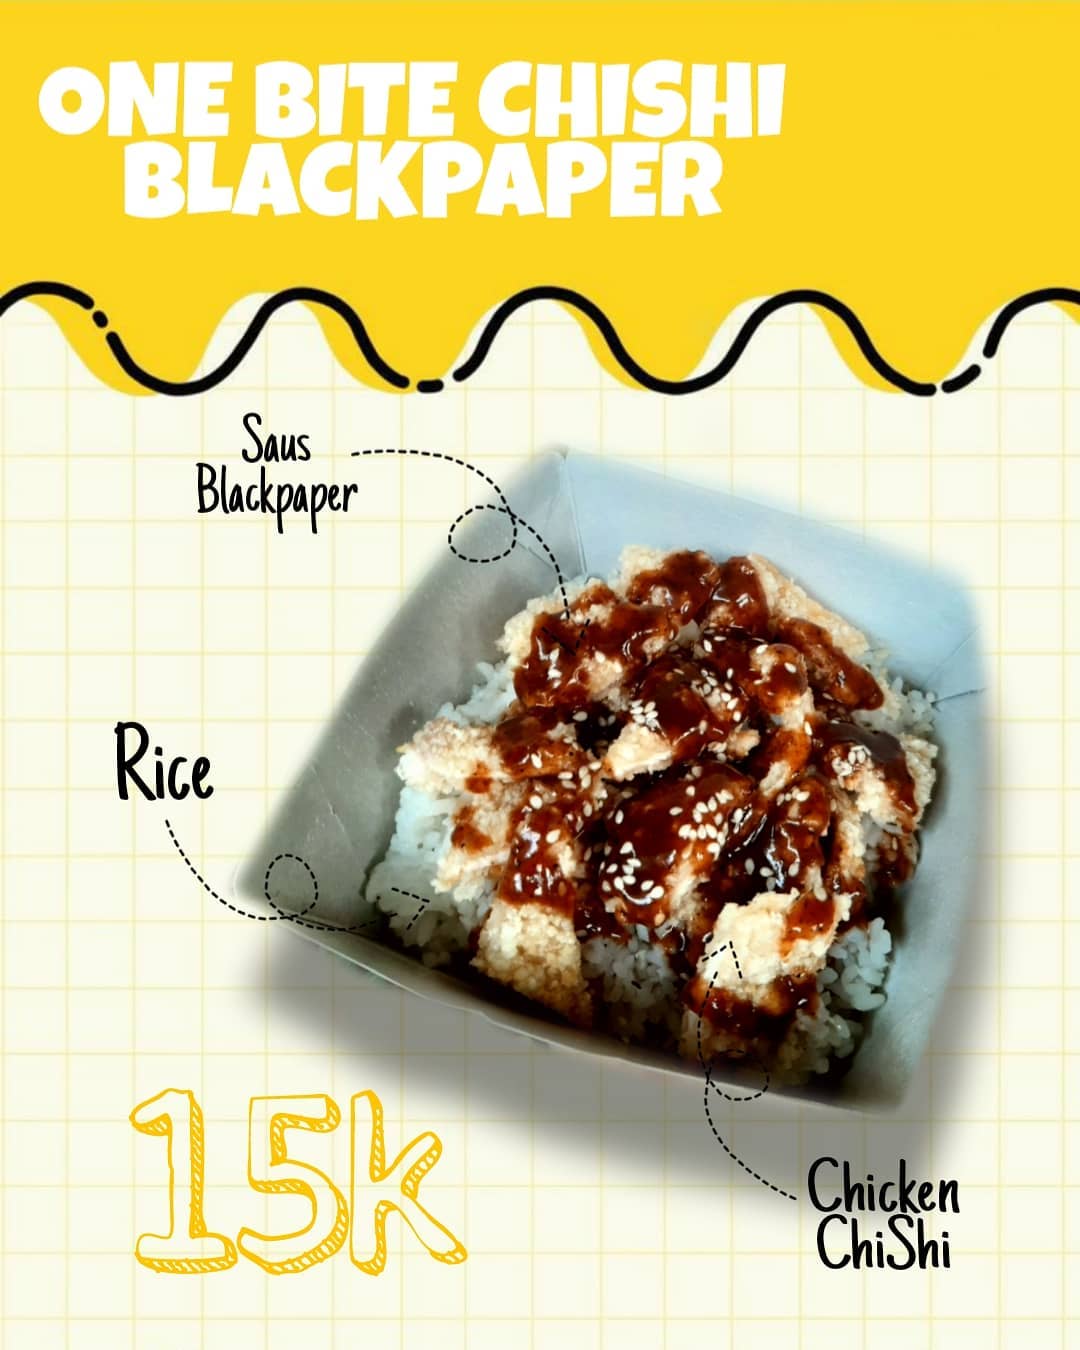 ONE BITE CHISHI
BLACKPAPER
Saus
Blackpaper
Rice
15k
Chicken
ChiShi